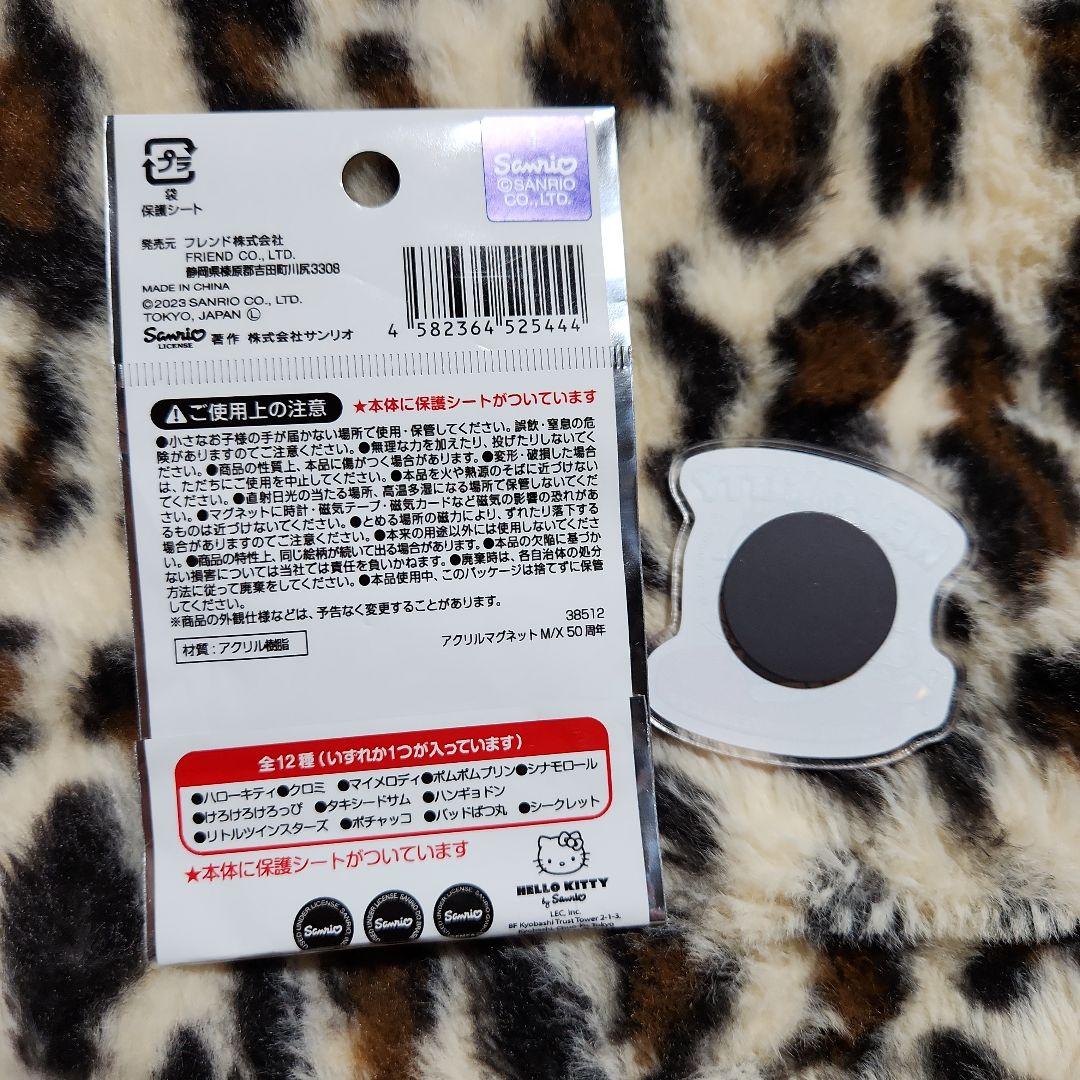 プラ
袋
保護シート
Sanrio
©SANRIO
CO., LTD.
発売元 フレンド株式会社
FRIEND CO., LTD.
静岡県榛原郡吉田町川尻3308
MADE IN CHINA
©2023 SANRIO CO., LTD.
TOKYO, JAPAN Ⓛ
Sanrio 著作 株式会社サンリオ
LICENSE
4 582364 525444
ご使用上の注意 ★本体に保護シートがついています
●小さなお子様の手が届かない場所で使用・保管してください。誤飲・窒息の危
険がありますのでご注意ください。●無理な力を加えたり、投げたりしないでく
ださい。●商品の性質上、本品に傷がつく場合があります。●変形・破損した場合
は、ただちにご使用を中止してください。●本品を火や熱源のそばに近づけない
でください。●直射日光の当たる場所、高温多湿になる場所で保管しないでくだ
さい。●マグネットに時計・磁気テープ・磁気カードなど磁気の影響の恐れがあ
るものは近づけないでください。●とめる場所の磁力により、ずれたり落下する
場合がありますのでご注意ください。●本来の用途以外には使用しないでくださ
い。●商品の特性上、同じ絵柄が続いて出る場合があります。●本品の欠陥に基づか
ない損害については当社では責任を負いかねます。●廃棄時は、各自治体の処分
方法に従って廃棄をしてください。●本品使用中、このパッケージは捨てずに保管
してください。
※商品の外観仕様などは、予告なく変更することがあります。
38512
材質：アクリル樹脂
アクリルマグネット M/X 50周年
全12種（いずれか1つが入っています）
●ハローキティ●クロミ ●マイメロディ●ポムポムプリン●シナモロール
●けろけろけろっぴ ●タキシードサム ●ハンギョドン
●リトルツインスターズ ●ポチャッコ ●バッドばつ丸 ●シークレット
★本体に保護シートがついています
HELLO KITTY
by Sanrio
LEC, Inc.
8F Kyobashi Trust Tower 2-1-3,
USED UNDER LICENSE SANRIO
Sanrio
Sanrio
Sanrio